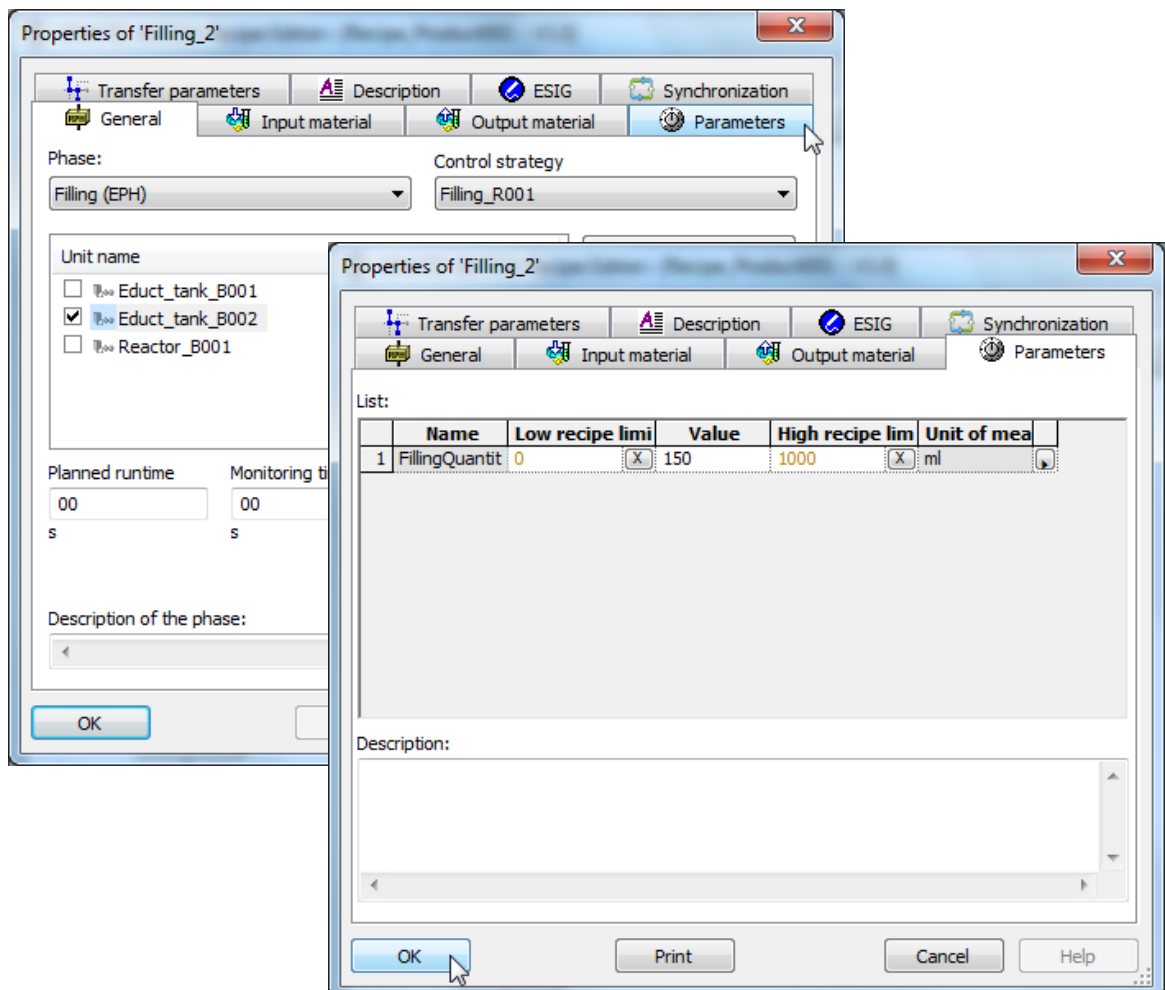 Properties of 'Filling_2'
Transfer parameters Description ESIG Synchronization
General Input material Output material Parameters
Phase: Control strategy
Filling (EPH) Filling_R001
Unit name
Educt_tank_B001
Educt_tank_B002
Reactor_B001
Planned runtime Monitoring ti
00 00
s s
Description of the phase:
OK
Properties of 'Filling_2'
Transfer parameters Description ESIG Synchronization
General Input material Output material Parameters
List:
Name Low recipe limi Value High recipe lim Unit of mea
1 FillingQuantit 0 X 150 1000 X ml
Description:
OK Print Cancel Help